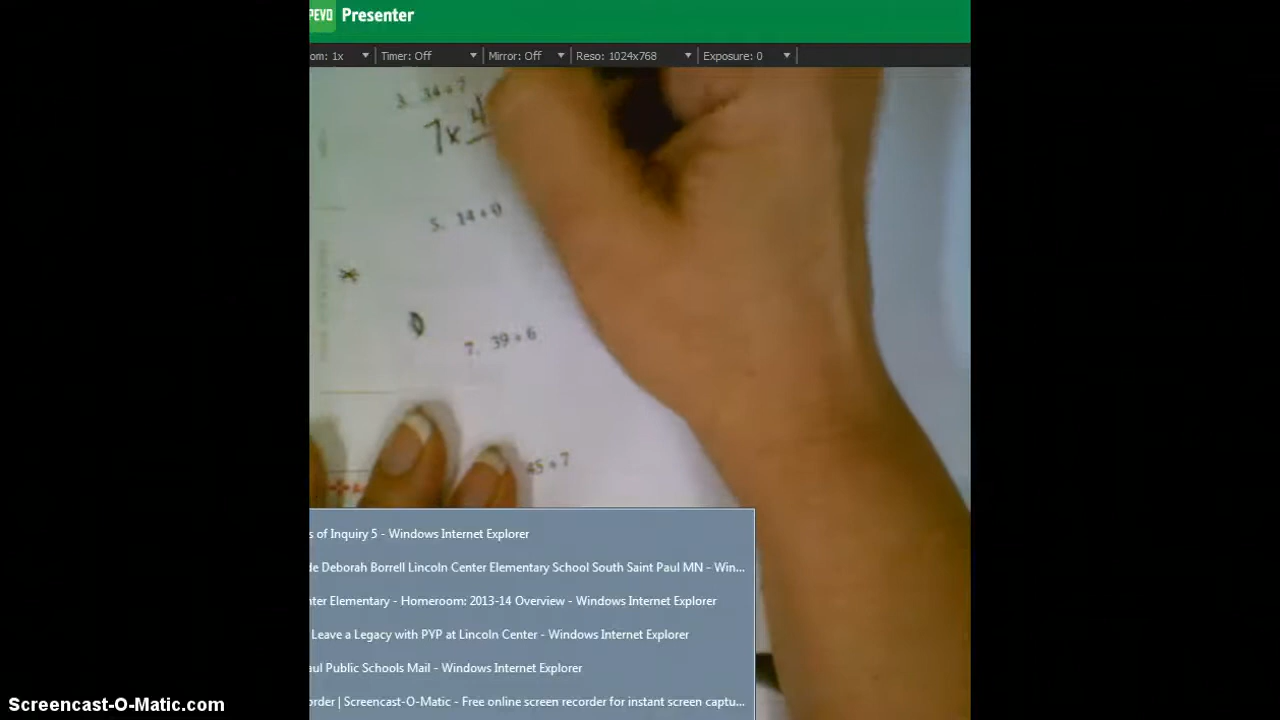 PEVO Presenter
om: 1x Timer: Off Mirror: Off Reso: 1024x768 Exposure: 0
3. 34 ÷ 7
7x 4
5. 14 ÷ 9
7. 39 ÷ 6
45 ÷ 7
s of Inquiry 5 - Windows Internet Explorer
de Deborah Borrell Lincoln Center Elementary School South Saint Paul MN - Win...
nter Elementary - Homeroom: 2013-14 Overview - Windows Internet Explorer
Leave a Legacy with PYP at Lincoln Center - Windows Internet Explorer
aul Public Schools Mail - Windows Internet Explorer
order | Screencast-O-Matic - Free online screen recorder for instant screen captu...
Screencast-O-Matic.com